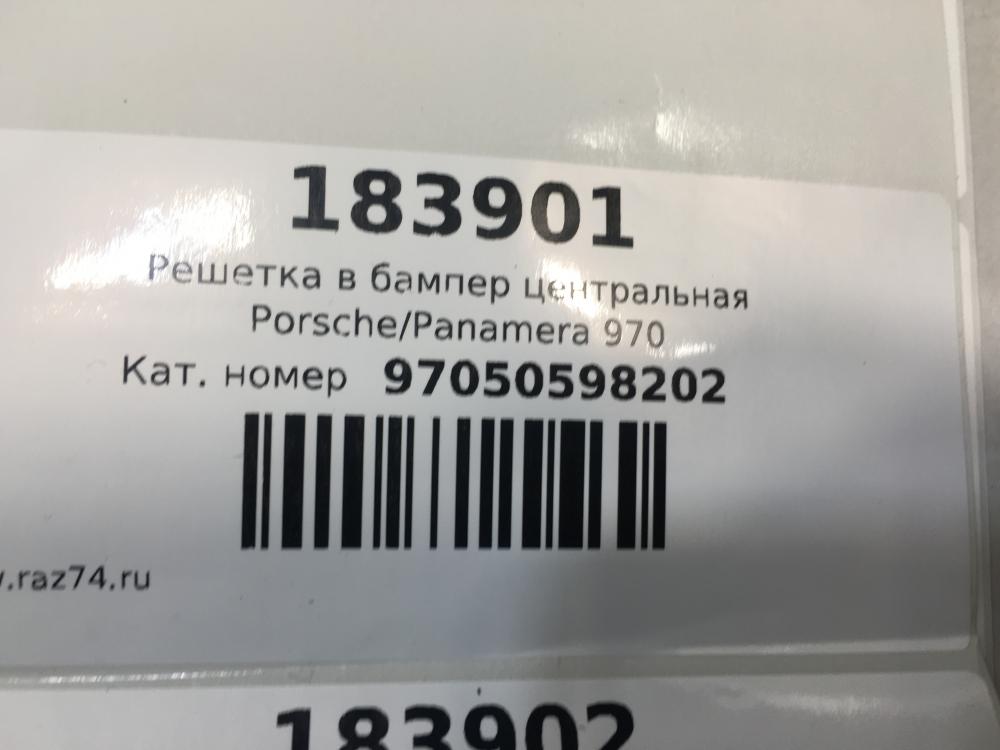 183901
Решетка в бампер центральная
Porsche/Panamera 970
Кат. номер 97050598202
.raz74.ru
183902